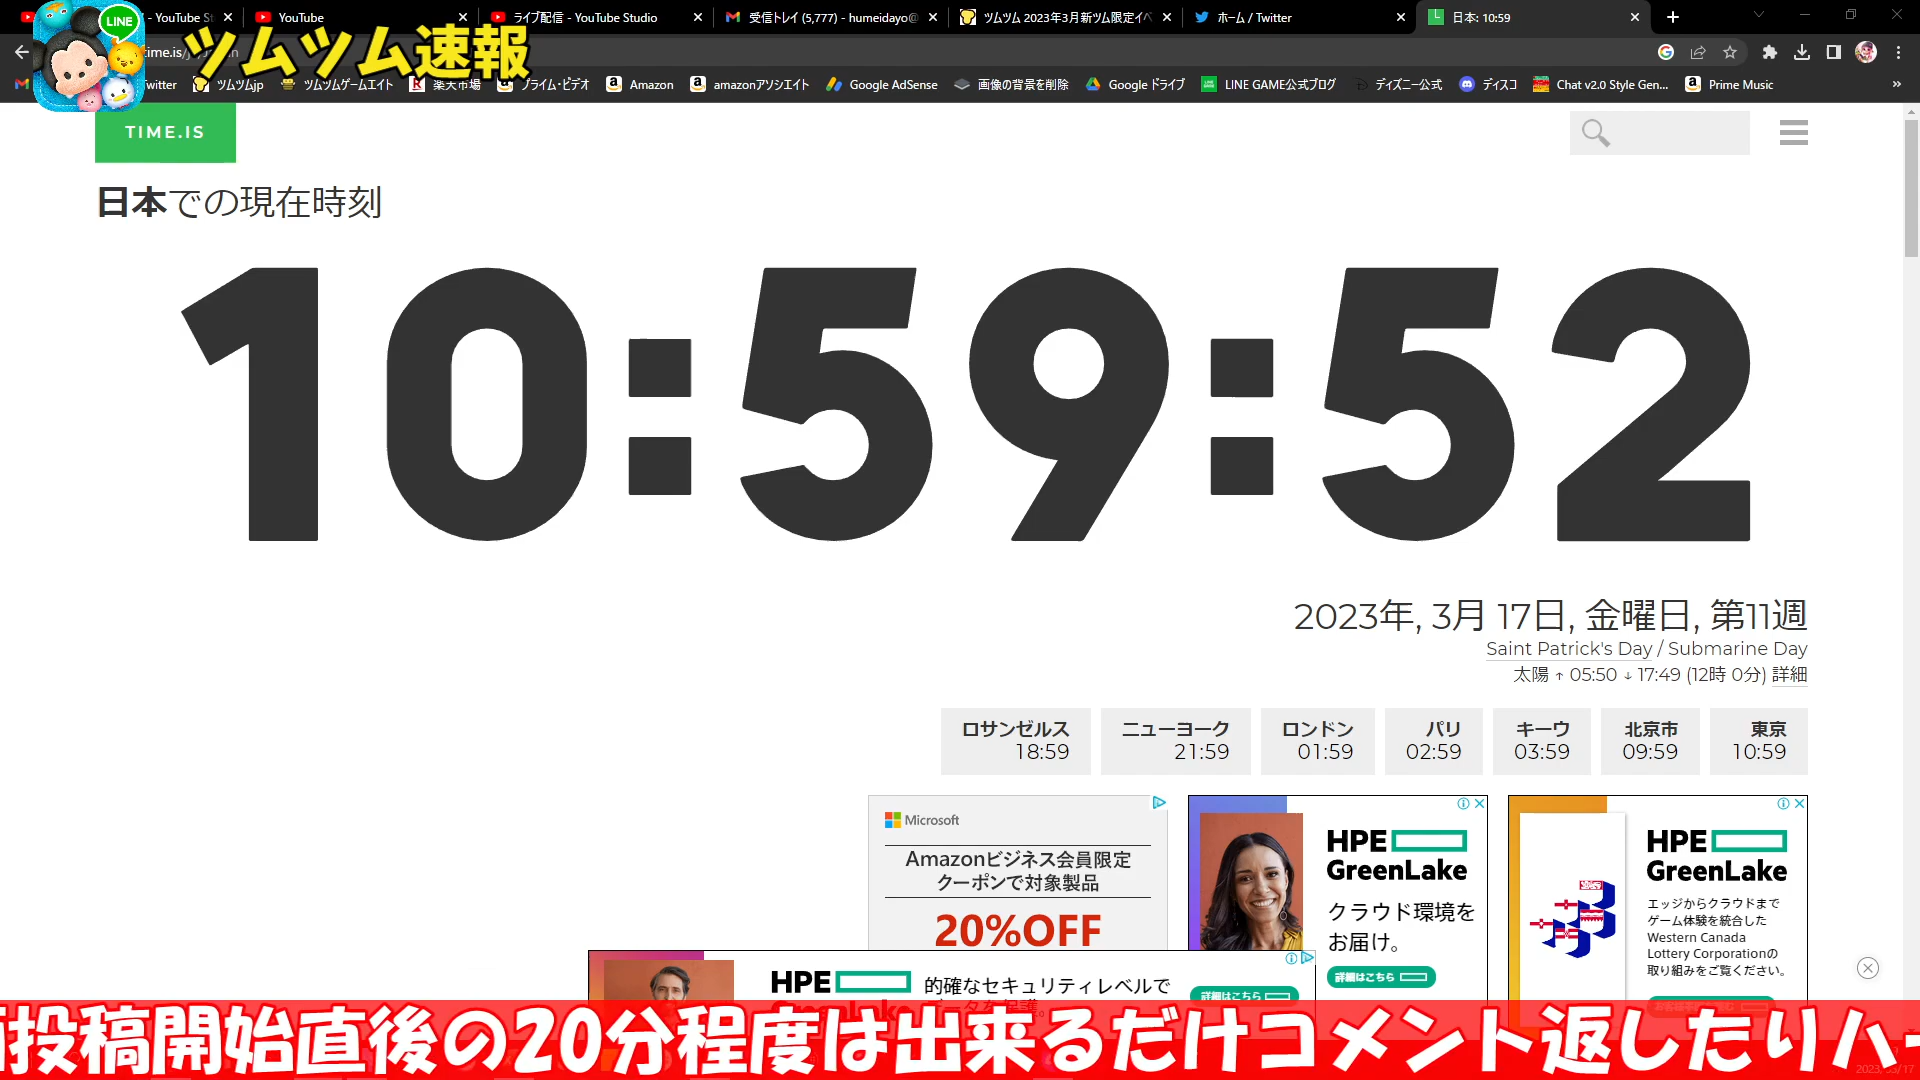 YouTube
ライブ配信 - YouTube Studio
受信トレイ (5,777) - humeidayo@
ツムツム 2023年3月新ツム限定イベ
ホーム / Twitter
日本: 10:59
LINE
ツムツム速報
ツムツムjp
ツムツムゲームエイト
楽天市場
プライム・ビデオ
Amazon
amazonアソシエイト
Google AdSense
画像の背景を削除
Google ドライブ
LINE GAME公式ブログ
ディズニー公式
ディスコ
Chat v2.0 Style Gen...
Prime Music
TIME.IS
日本での現在時刻
10:59:52
2023年, 3月 17日, 金曜日, 第11週
Saint Patrick's Day / Submarine Day
太陽 ↑ 05:50 ↓ 17:49 (12時 0分) 詳細
ロサンゼルス ニューヨーク ロンドン パリ キーウ 北京市 東京
18:59 21:59 01:59 02:59 03:59 09:59 10:59
Microsoft
Amazonビジネス会員限定
クーポンで対象製品
20%OFF
HPE
GreenLake
クラウド環境を
お届け。
詳細はこちら
HPE
GreenLake
エッジからクラウドまで
ゲーム体験を統合した
Western Canada
Lottery Corporationの
取り組みをご覧ください。
HPE
的確なセキュリティレベルで
データを保護。
詳細はこちら
投稿開始直後の20分程度は出来るだけコメント返したりハ